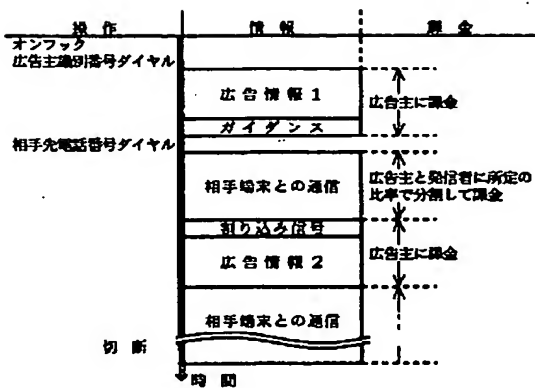 操作 情報 課金
オンフック
広告主識別番号ダイヤル
広告情報1
広告主に課金
ガイダンス
相手先電話番号ダイヤル
相手端末との通信
広告主と発信者に所定の
比率で分割して課金
割り込み信号
広告情報2
広告主に課金
相手端末との通信
切断
時間